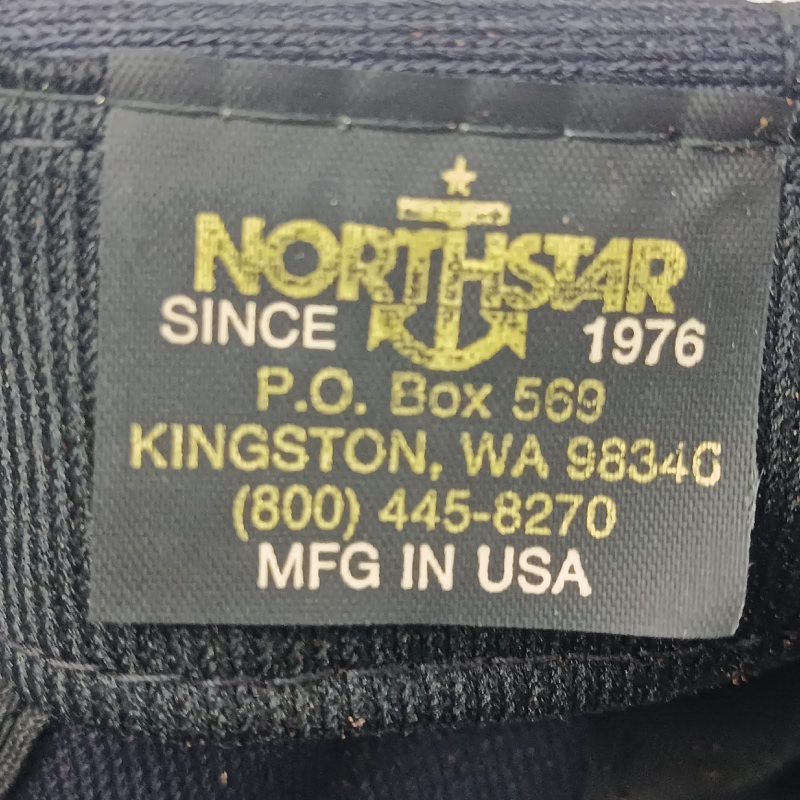 NORTHSTAR
SINCE 1976
P.O. Box 569
KINGSTON, WA 98346
(800) 445-8270
MFG IN USA